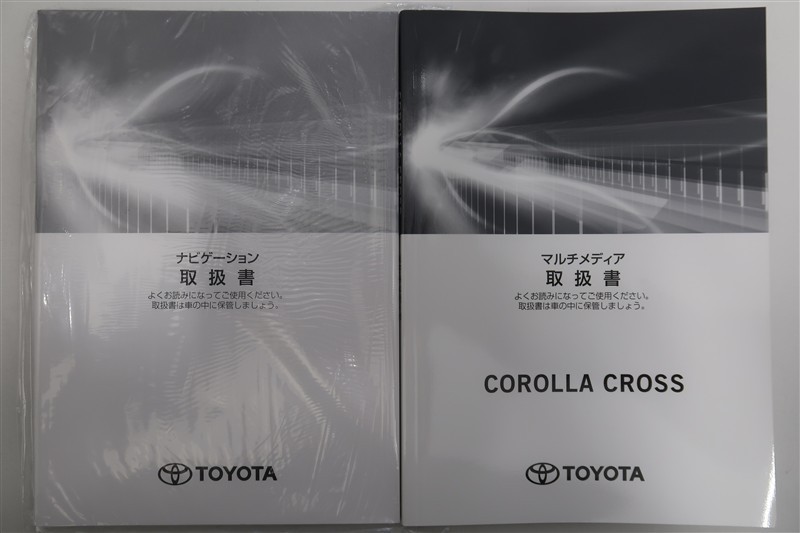 ナビゲーション
取扱書
よくお読みになってご使用ください。
取扱書は車の中に保管しましょう。
TOYOTA
マルチメディア
取扱書
よくお読みになってご使用ください。
取扱書は車の中に保管しましょう。
COROLLA CROSS
TOYOTA